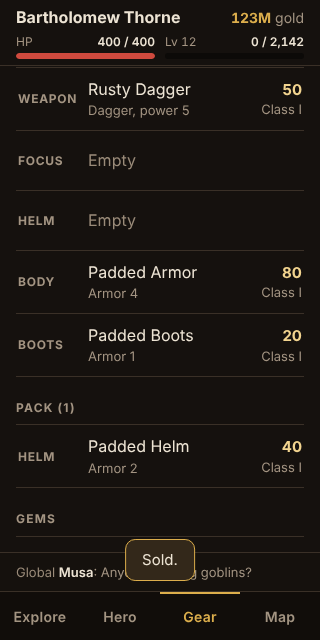 Bartholomew Thorne 123M gold
HP 400 / 400 Lv 12 0 / 2,142
WEAPON Rusty Dagger 50
Dagger, power 5 Class I
FOCUS Empty
HELM Empty
BODY Padded Armor 80
Armor 4 Class I
BOOTS Padded Boots 20
Armor 1 Class I
PACK (1)
HELM Padded Helm 40
Armor 2 Class I
GEMS
Sold.
Global Musa: goblins?
Explore Hero Gear Map